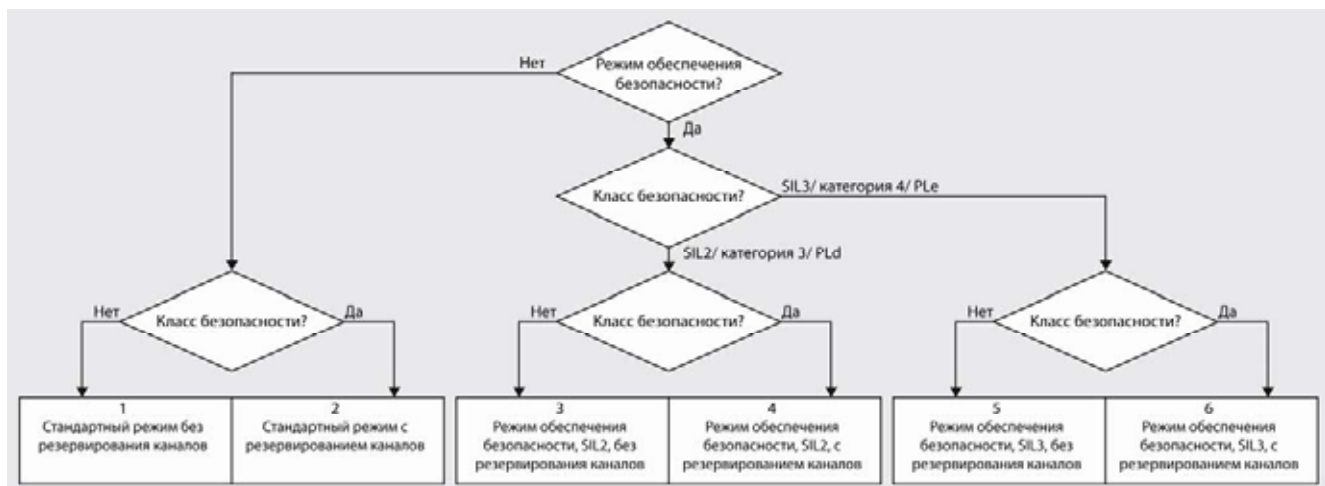 Режим обеспечения
безопасности?
Нет
Да
Класс безопасности?
SIL3/ категория 4/ PLe
SIL2/ категория 3/ PLd
Нет
Класс безопасности?
Да
Нет
Класс безопасности?
Да
Нет
Класс безопасности?
Да
1
Стандартный режим без
резервирования каналов
2
Стандартный режим с
резервированием каналов
3
Режим обеспечения
безопасности, SIL2, без
резервирования каналов
4
Режим обеспечения
безопасности, SIL2, с
резервированием каналов
5
Режим обеспечения
безопасности, SIL3, без
резервирования каналов
6
Режим обеспечения
безопасности, SIL3, с
резервированием каналов